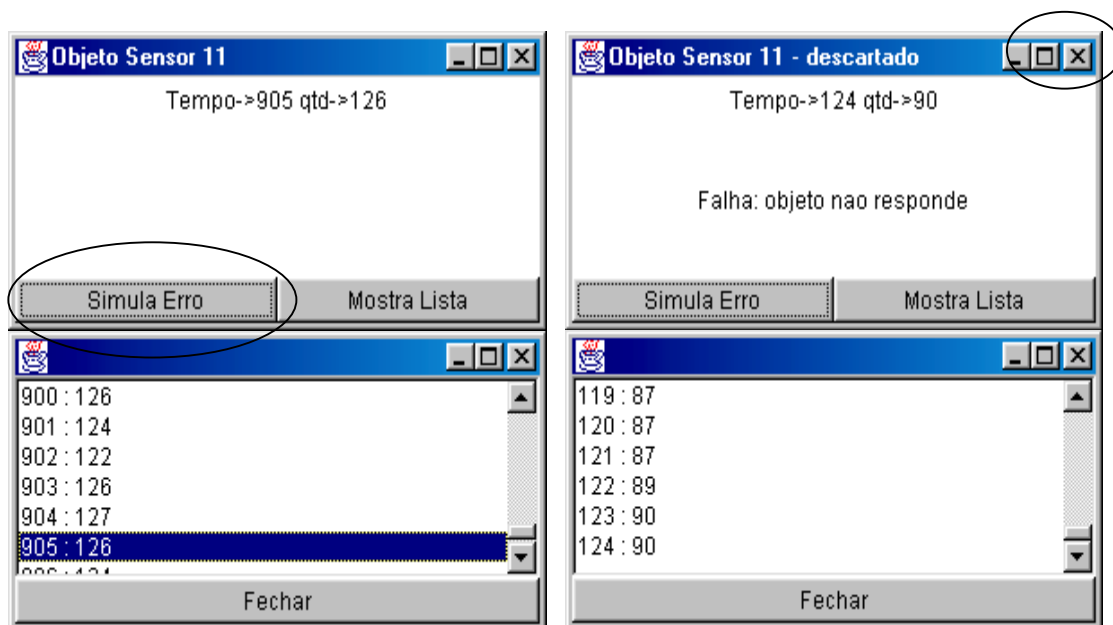 Objeto Sensor 11
Tempo->905 qtd->126
Simula Erro
Mostra Lista
900 : 126
901 : 124
902 : 122
903 : 126
904 : 127
905 : 126
Fechar
Objeto Sensor 11 - descartado
Tempo->124 qtd->90
Falha: objeto nao responde
Simula Erro
Mostra Lista
119 : 87
120 : 87
121 : 87
122 : 89
123 : 90
124 : 90
Fechar